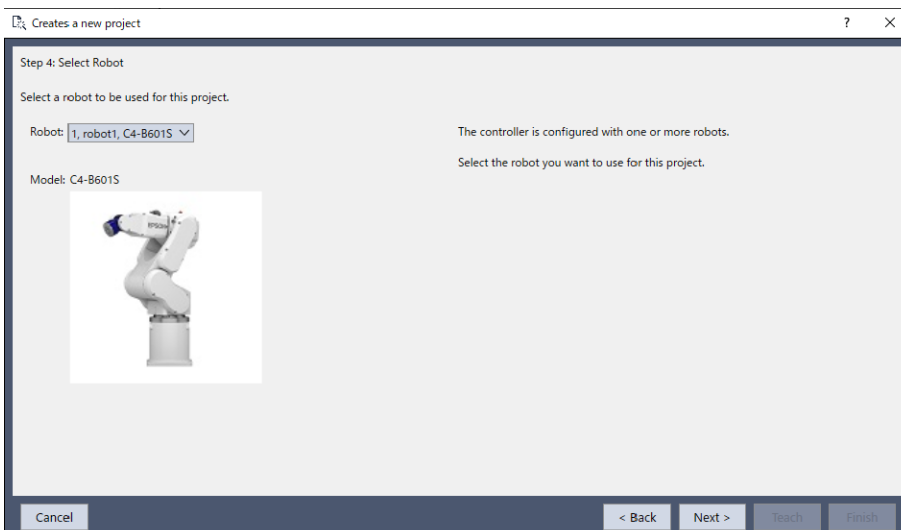 Creates a new project
?
Step 4: Select Robot
Select a robot to be used for this project.
Robot: 1, robot1, C4-B601S
The controller is configured with one or more robots.
Select the robot you want to use for this project.
Model: C4-B601S
EPSON
Cancel
< Back
Next >
Teach
Finish